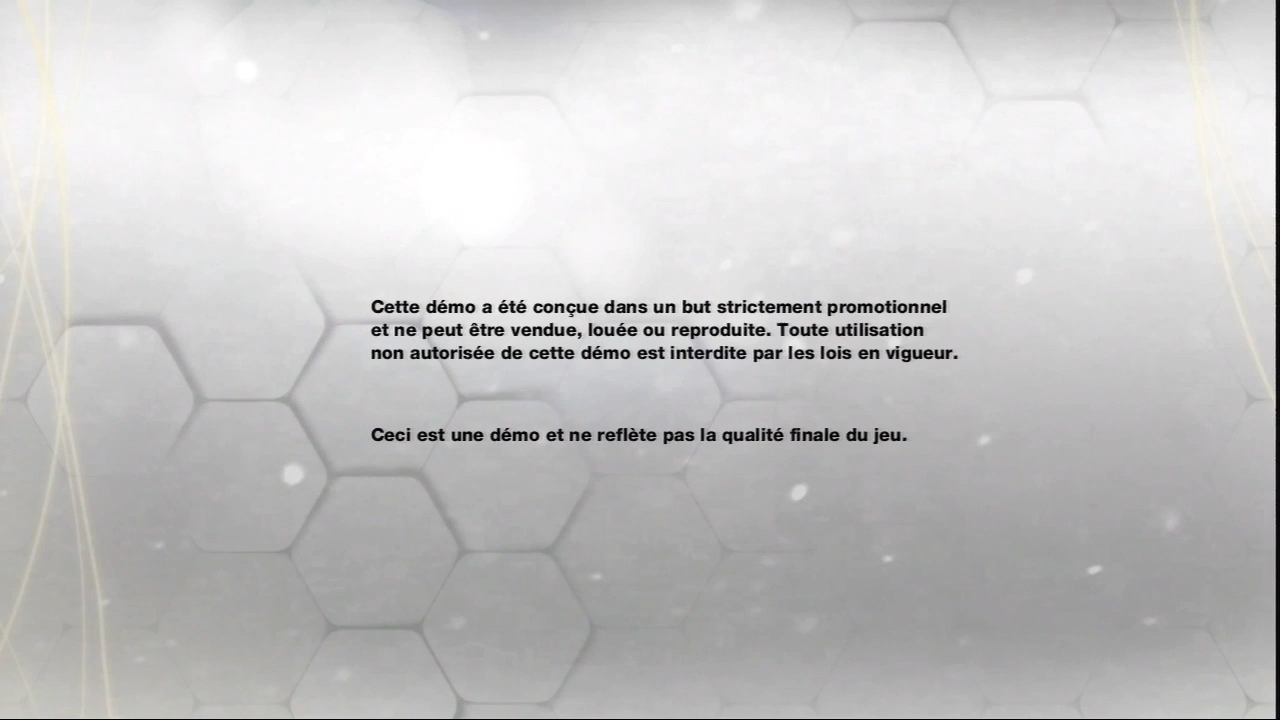 Cette démo a été conçue dans un but strictement promotionnel
et ne peut être vendue, louée ou reproduite. Toute utilisation
non autorisée de cette démo est interdite par les lois en vigueur.
Ceci est une démo et ne reflète pas la qualité finale du jeu.